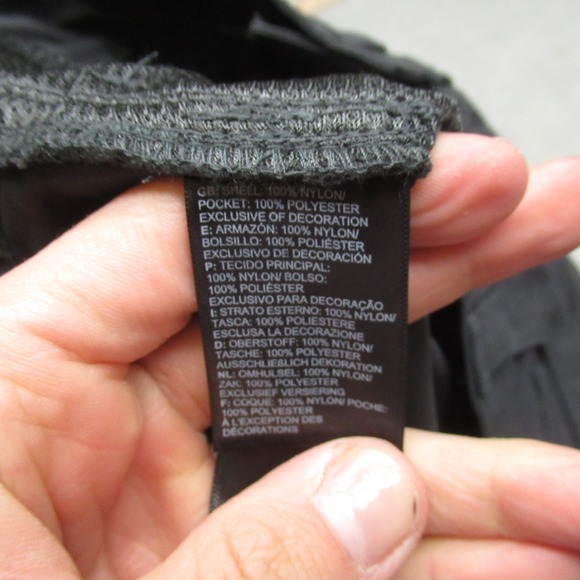 GB: SHELL: 100% NYLON/
POCKET: 100% POLYESTER
EXCLUSIVE OF DECORATION
E: ARMAZÓN: 100% NYLON/
BOLSILLO: 100% POLIÉSTER
EXCLUSIVO DE DECORACIÓN
P: TECIDO PRINCIPAL:
100% NYLON/ BOLSO:
100% POLIÉSTER
EXCLUSIVO PARA DECORAÇÃO
I: STRATO ESTERNO: 100% NYLON/
TASCA: 100% POLIESTERE
ESCLUSA LA DECORAZIONE
D: OBERSTOFF: 100% NYLON/
TASCHE: 100% POLYESTER
AUSSCHLIEBLICH DEKORATION
NL: OMHULSEL: 100% NYLON/
ZAK: 100% POLYESTER
EXCLUSIEF VERSIERING
F: COQUE: 100% NYLON/ POCHE:
100% POLYESTER
À L'EXCEPTION DES
DÉCORATIONS